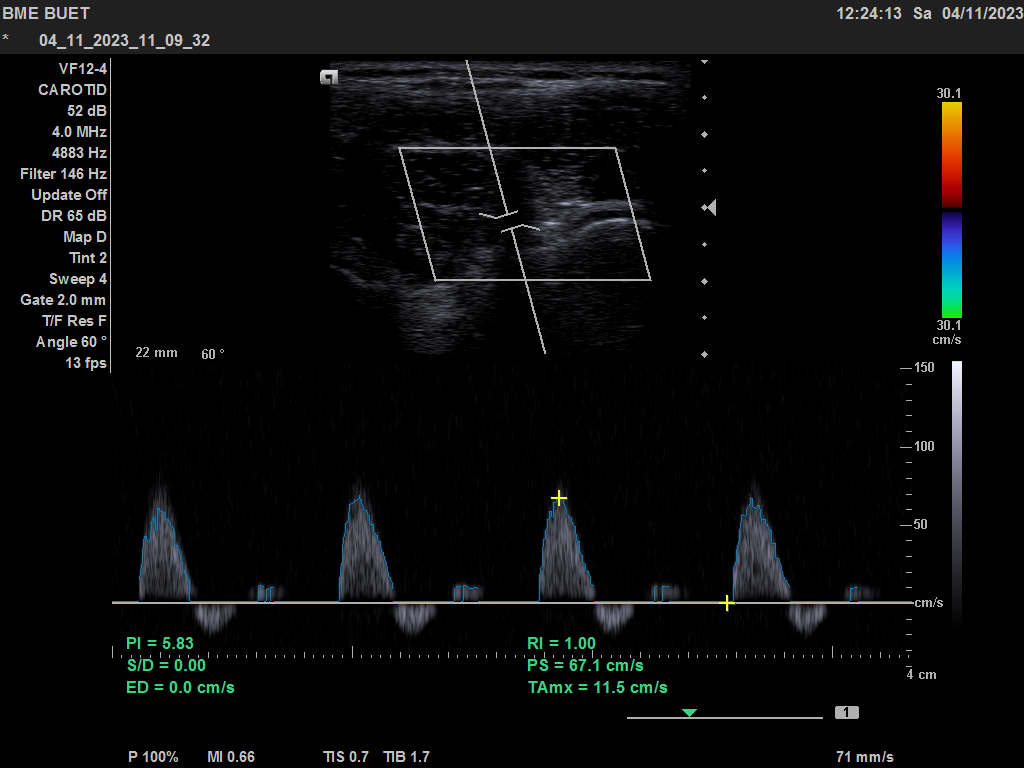 BME BUET
12:24:13 Sa 04/11/2023
* 04_11_2023_11_09_32
VF12-4
CAROTID
52 dB
4.0 MHz
4883 Hz
Filter 146 Hz
Update Off
DR 65 dB
Map D
Tint 2
Sweep 4
Gate 2.0 mm
T/F Res F
Angle 60 °
13 fps
22 mm 60 °
30.1
30.1
cm/s
150
100
50
cm/s
4 cm
PI = 5.83
S/D = 0.00
ED = 0.0 cm/s
RI = 1.00
PS = 67.1 cm/s
TAmx = 11.5 cm/s
1
P 100% MI 0.66 TIS 0.7 TIB 1.7 71 mm/s